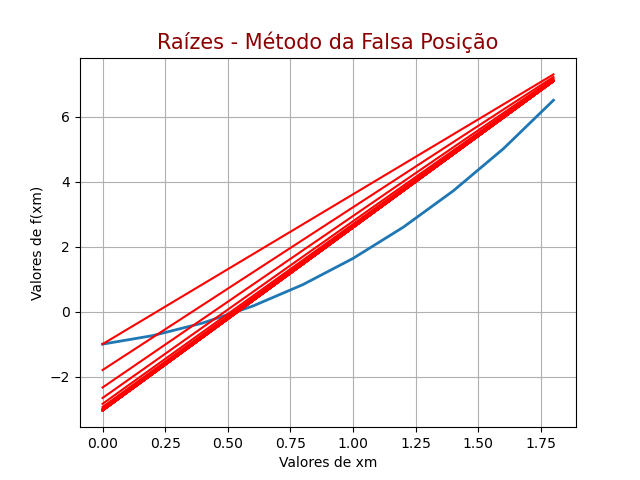 Raízes - Método da Falsa Posição
Valores de f(xm)
6
4
2
0
−2
0.00 0.25 0.50 0.75 1.00 1.25 1.50 1.75
Valores de xm